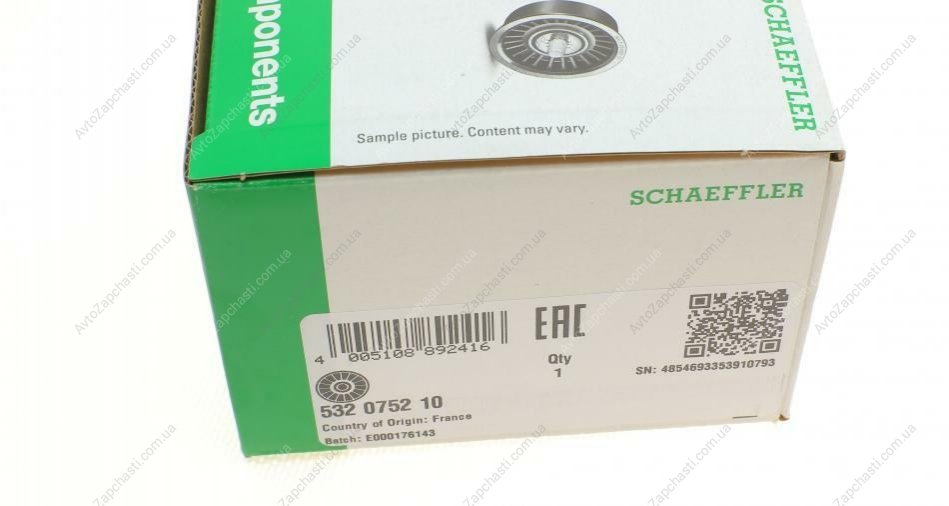 ponents
SCHAEFFLER
Sample picture. Content may vary.
SCHAEFFLER
EAC
4 005108 892416
Qty
1
SN: 4854693353910793
532 0752 10
Country of Origin: France
Batch: E000176143
AvtoZapchasti.com.ua